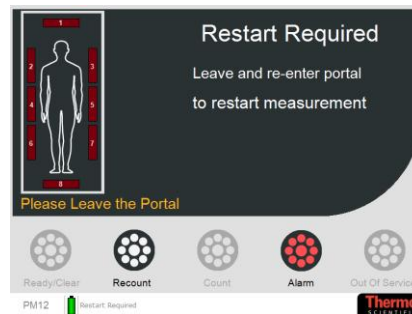 1
Restart Required
2
3
Leave and re-enter portal
4
5
to restart measurement
6
7
8
Please Leave the Portal
Ready/Clear
Recount
Count
Alarm
Out Of Service
PM12
Restart Required
Thermo
SCIENTIFIC